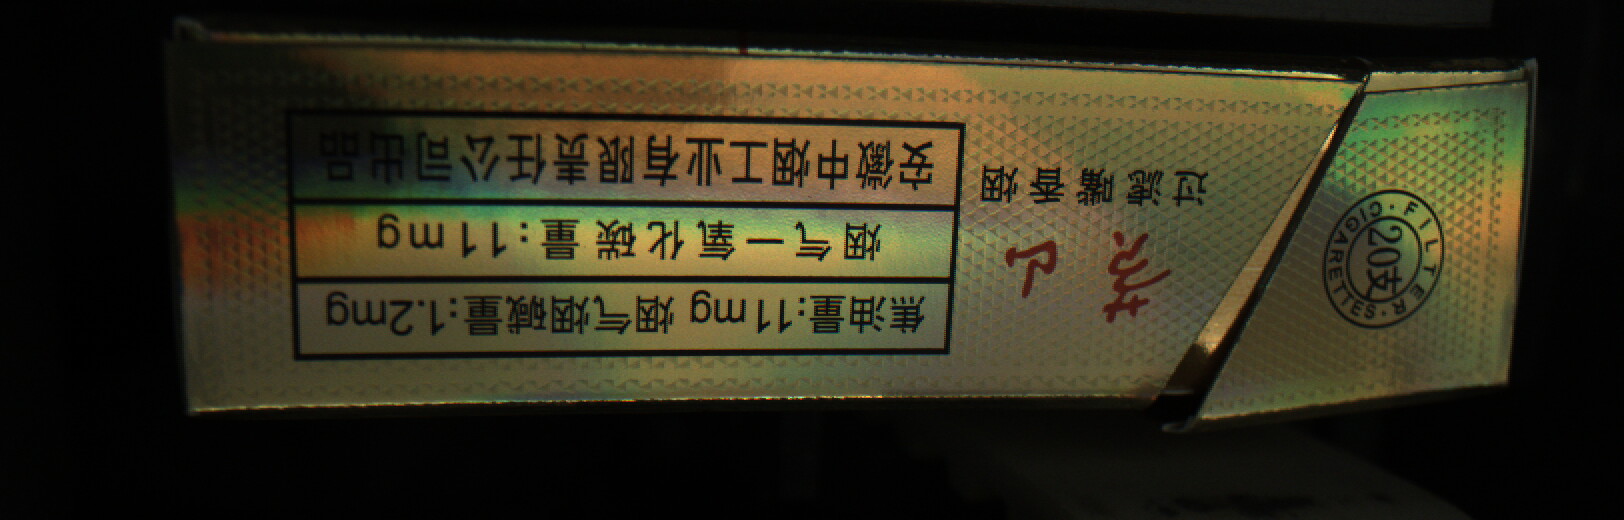 FILTER · CIGARETTES ·
20支
黄山
过滤嘴香烟
焦油量:11mg 烟气烟碱量:1.2mg
烟气一氧化碳量:11mg
安徽中烟工业有限责任公司出品